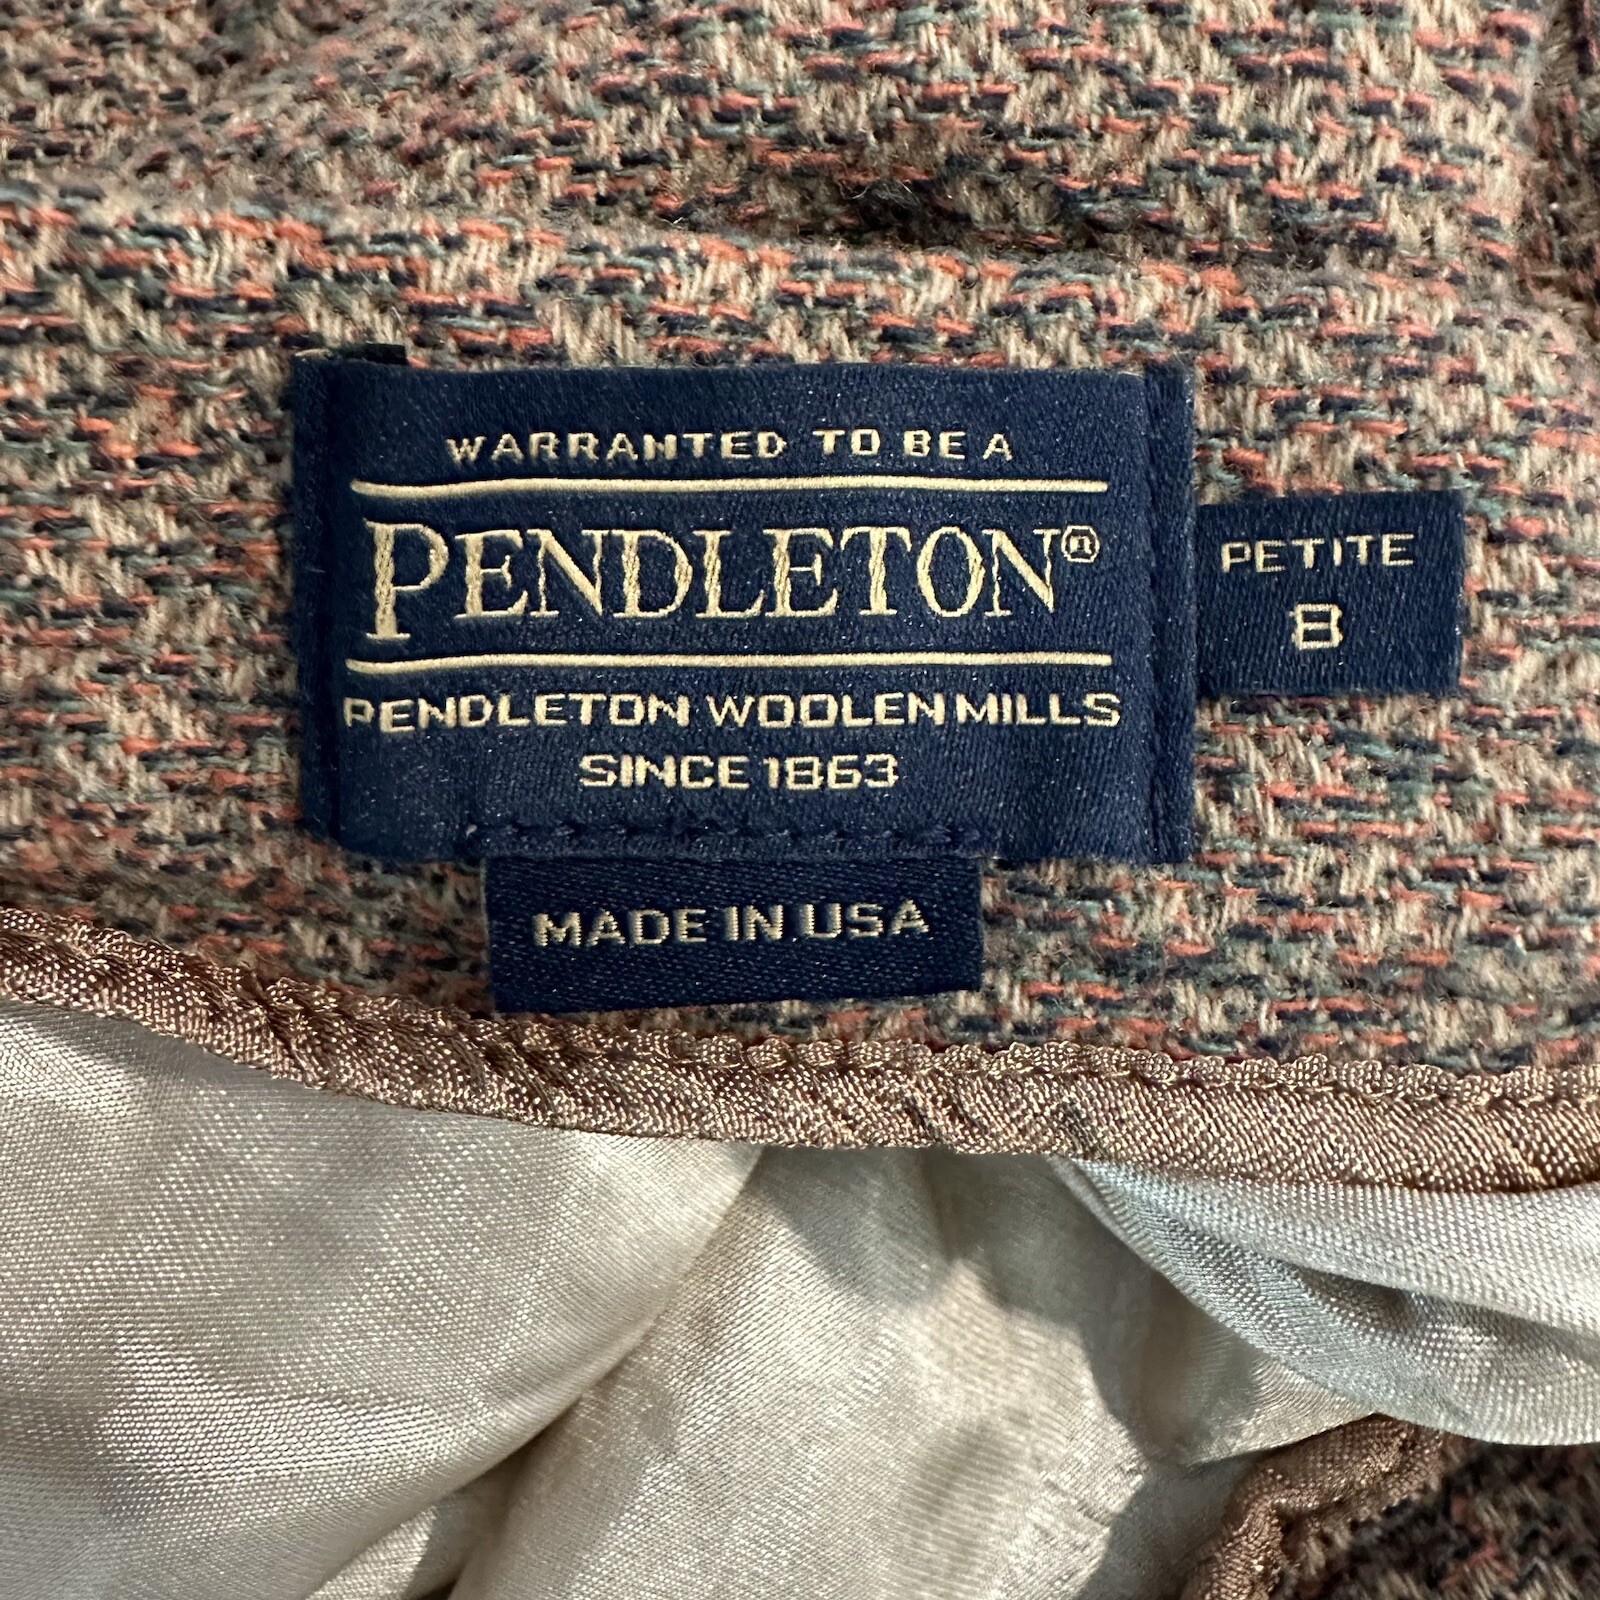 WARRANTED TO BE A
PENDLETON®
PENDLETON WOOLEN MILLS
SINCE 1863
MADE IN USA
PETITE
8